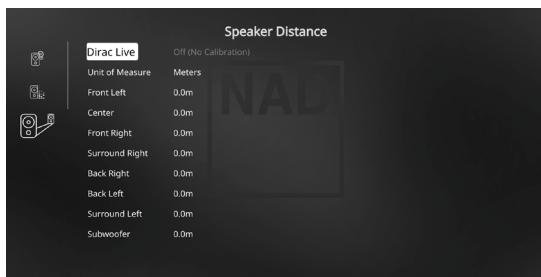 Speaker Distance
Dirac Live Off (No Calibration)
Unit of Measure Meters
Front Left 0.0m
Center 0.0m
Front Right 0.0m
Surround Right 0.0m
Back Right 0.0m
Back Left 0.0m
Surround Left 0.0m
Subwoofer 0.0m
NAD